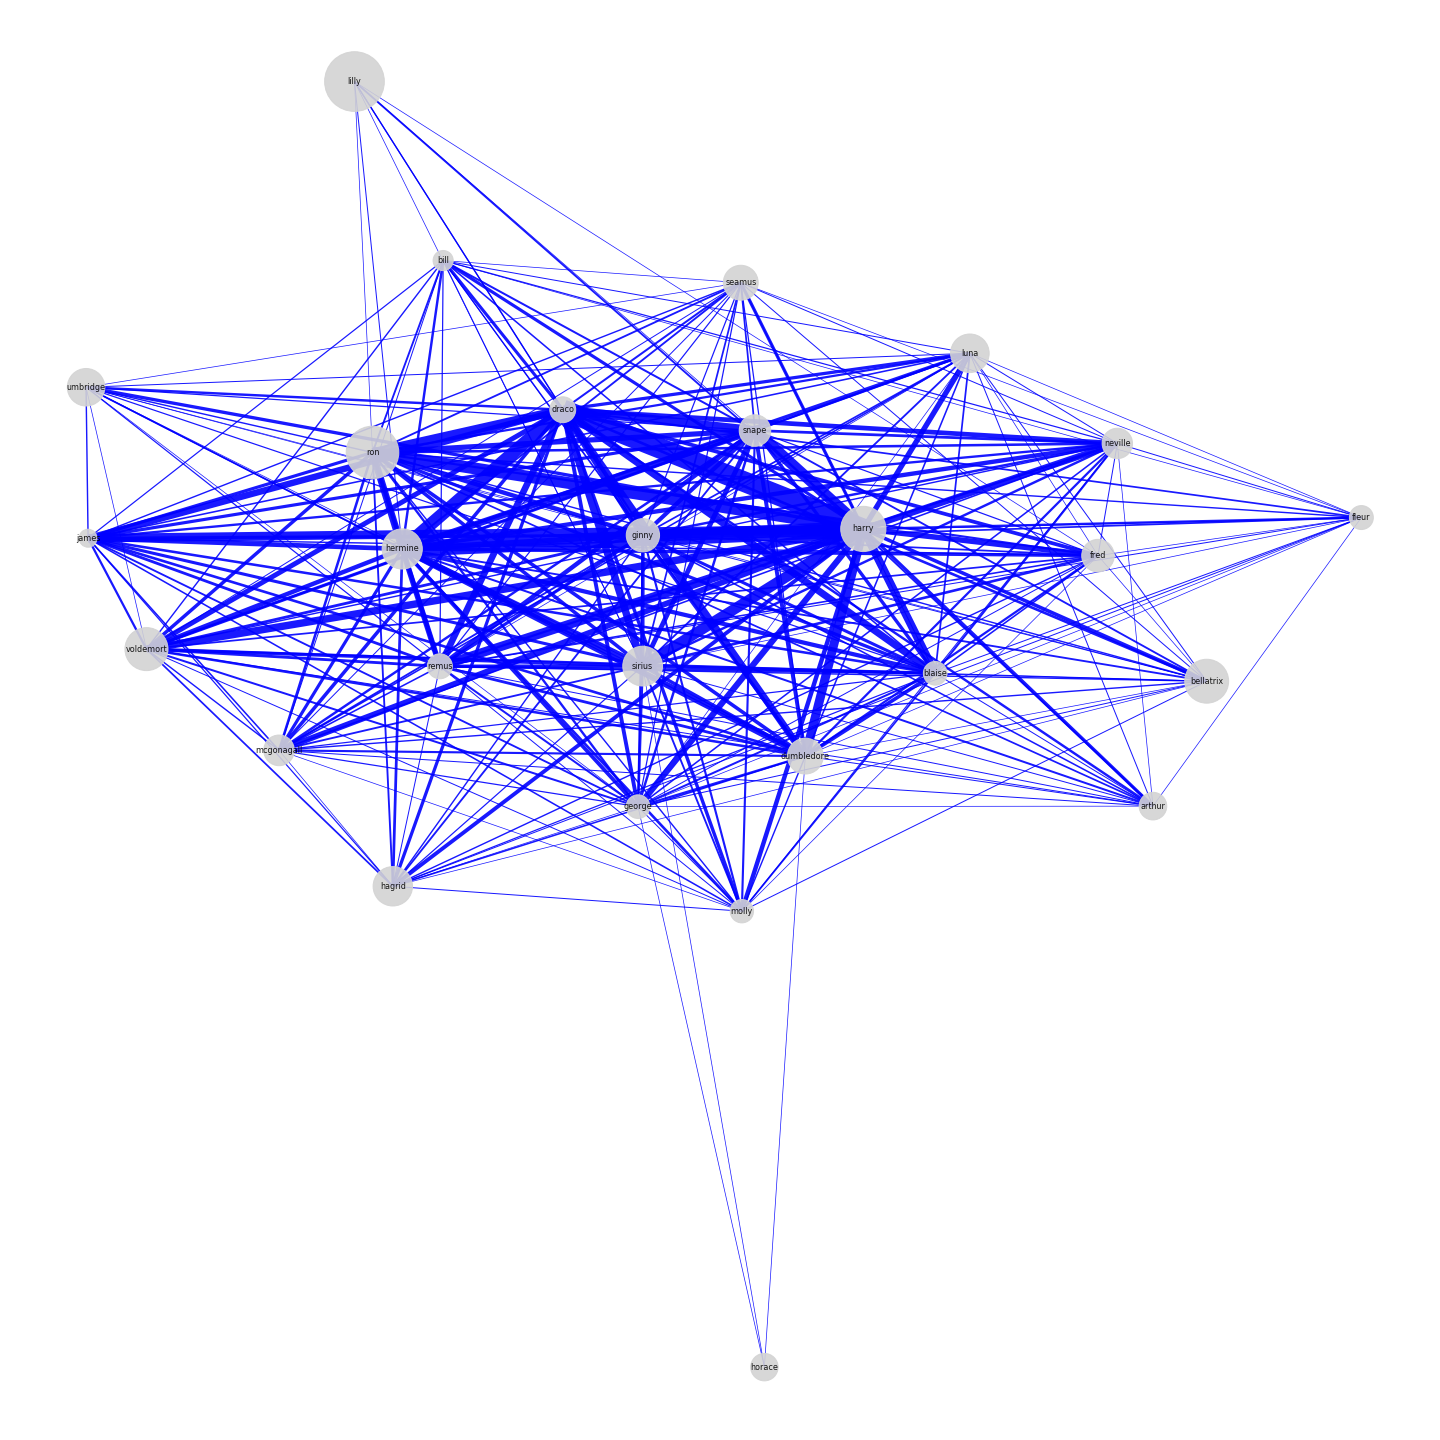 lilly
bill
seamus
luna
umbridge
draco
snape
neville
ron
fleur
harry
ginny
james
hermine
fred
voldemort
remus
sirius
blaise
bellatrix
mcgonagall
dumbledore
george
arthur
hagrid
molly
horace